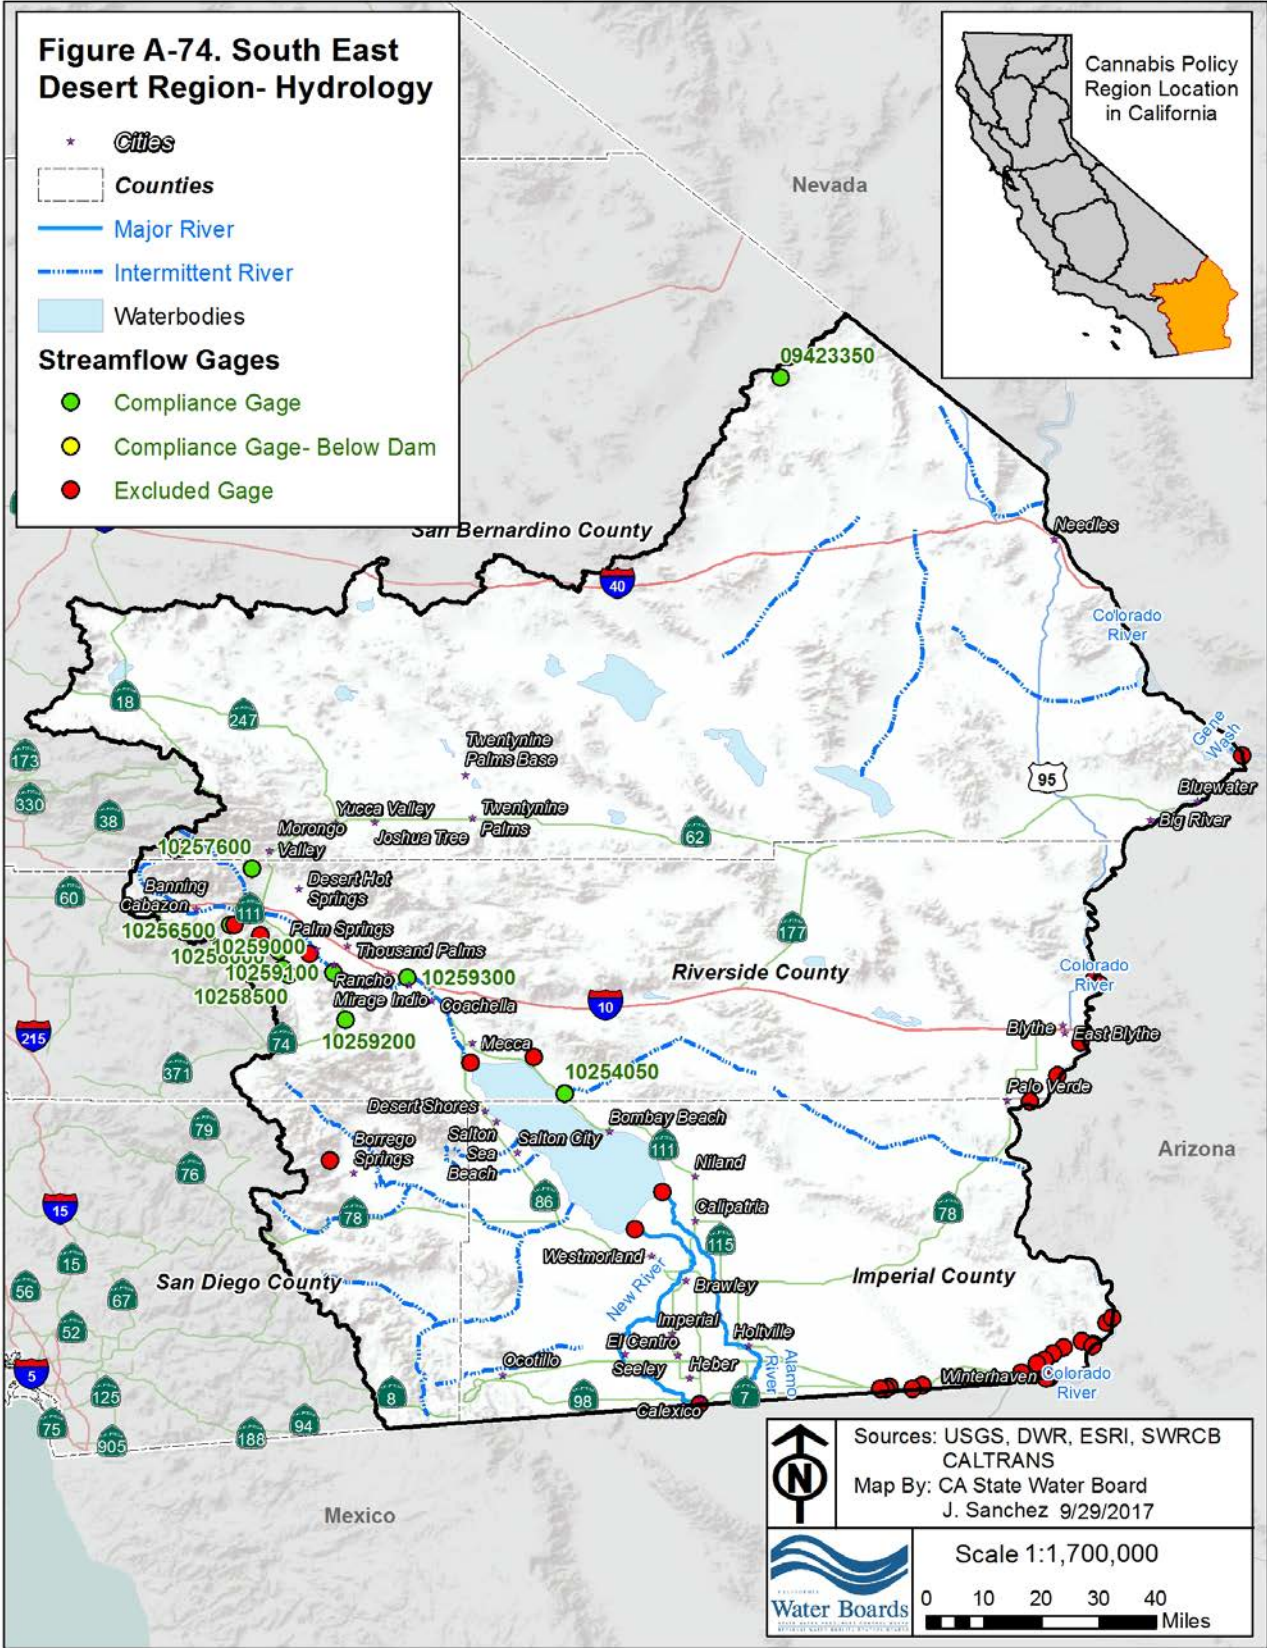 Figure A-74. South East
Desert Region- Hydrology
Cities
Counties
Major River
Intermittent River
Waterbodies
Streamflow Gages
Compliance Gage
Compliance Gage- Below Dam
Excluded Gage
Cannabis Policy
Region Location
in California
Nevada
09423350
San Bernardino County
Needles
40
Colorado
River
18
247
173
Gene
Wash
Twentynine
Palms Base
95
330
Bluewater
38
Yucca Valley
Twentynine
Palms
Big River
Morongo
Valley
Joshua Tree
62
10257600
Banning
Desert Hot
Springs
60
Cabazon
111
177
10256500
Palm Springs
10259000
Thousand Palms
10259100
Rancho
Mirage
10259300
Riverside County
Colorado
River
10258500
Indio
Coachella
10
Blythe
East Blythe
215
74
10259200
Mecca
371
10254050
Palo Verde
Desert Shores
Bombay Beach
79
Salton
Sea
Beach
Salton City
111
Arizona
Borrego
Springs
76
Niland
86
15
78
Calipatria
78
115
15
Westmorland
56
San Diego County
Imperial County
67
New River
Brawley
52
Imperial
El Centro
Holtville
Ocotillo
Seeley
Heber
Alamo
River
5
Winterhaven
Colorado
River
125
8
98
7
Calexico
75
94
905
188
Mexico
Sources: USGS, DWR, ESRI, SWRCB
CALTRANS
Map By: CA State Water Board
J. Sanchez 9/29/2017
N
CALIFORNIA
Water Boards
Scale 1:1,700,000
0 10 20 30 40
Miles